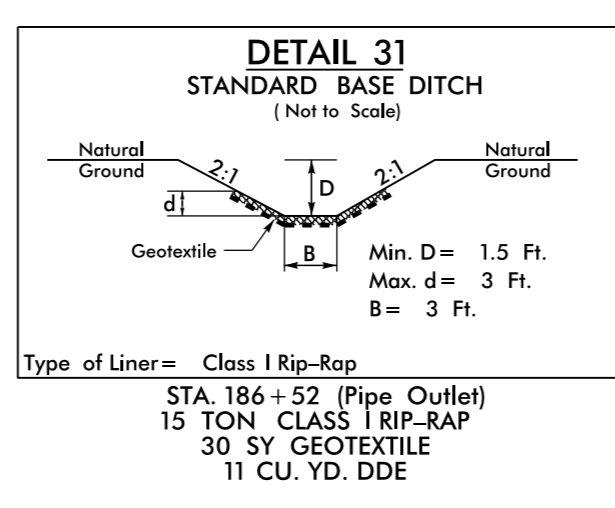 DETAIL 31
STANDARD BASE DITCH
( Not to Scale)
Natural
Ground
2:1
D
2:1
Natural
Ground
d
Geotextile
B
Min. D = 1.5 Ft.
Max. d = 3 Ft.
B = 3 Ft.
Type of Liner = Class I Rip-Rap
STA. 186+52 (Pipe Outlet)
15 TON CLASS I RIP-RAP
30 SY GEOTEXTILE
11 CU. YD. DDE